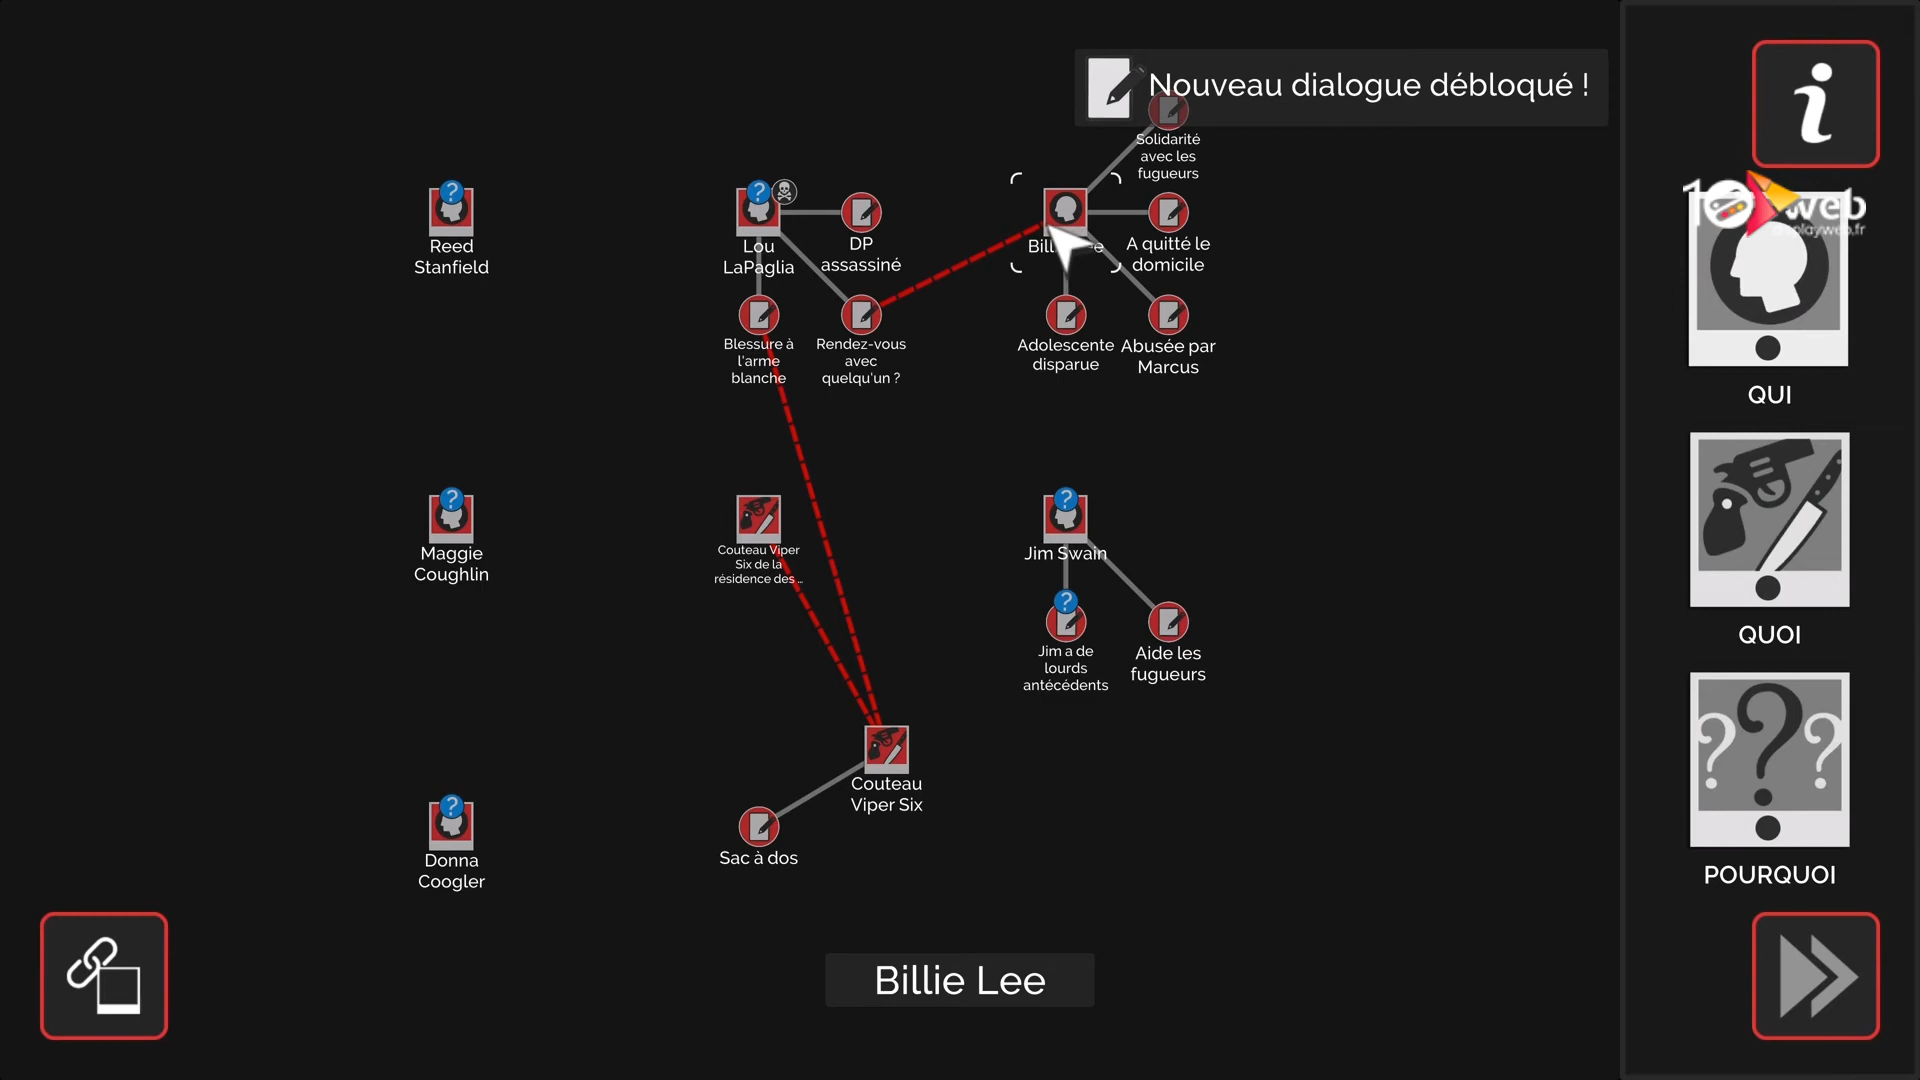 Nouveau dialogue débloqué !
Solidarité
avec les
fugueurs
Reed
Stanfield
Lou
LaPaglia
DP
assassiné
A quitté le
domicile
Blessure à
l'arme
blanche
Rendez-vous
avec
quelqu'un ?
Adolescente
disparue
Abusée par
Marcus
QUI
Maggie
Coughlin
Couteau Viper
Six de la
résidence des ...
Jim Swain
Jim a de
lourds
antécédents
Aide les
fugueurs
QUOI
Couteau
Viper Six
Sac à dos
Donna
Coogler
POURQUOI
Billie Lee